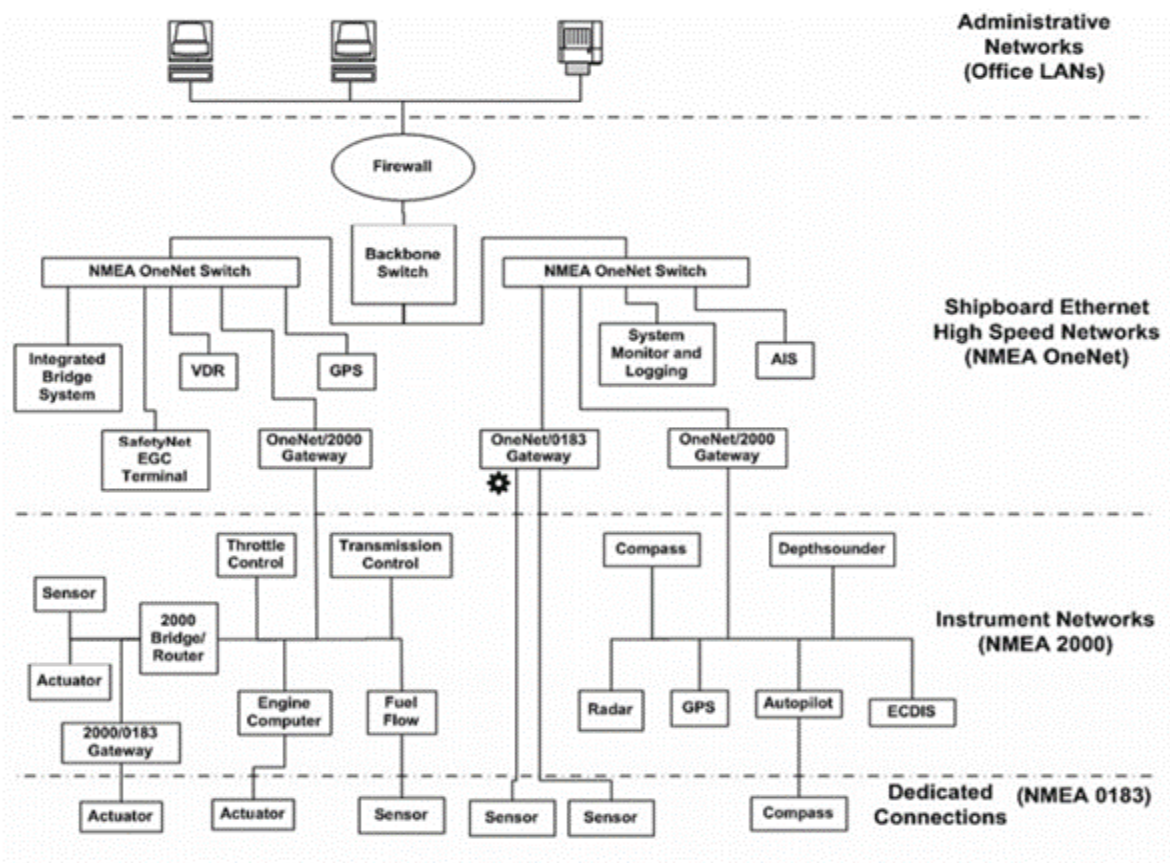 Administrative
Networks
(Office LANs)
Firewall
Backbone
Switch
NMEA OneNet Switch
NMEA OneNet Switch
Shipboard Ethernet
High Speed Networks
(NMEA OneNet)
Integrated
Bridge
System
VDR
GPS
System
Monitor and
Logging
AIS
SafetyNet
EGC
Terminal
OneNet/2000
Gateway
OneNet/0183
Gateway
OneNet/2000
Gateway
Throttle
Control
Transmission
Control
Compass
Depthsounder
Sensor
2000
Bridge/
Router
Instrument Networks
(NMEA 2000)
Actuator
Engine
Computer
Fuel
Flow
Radar
GPS
Autopilot
ECDIS
2000/0183
Gateway
Actuator
Actuator
Sensor
Sensor
Sensor
Compass
Dedicated (NMEA 0183)
Connections